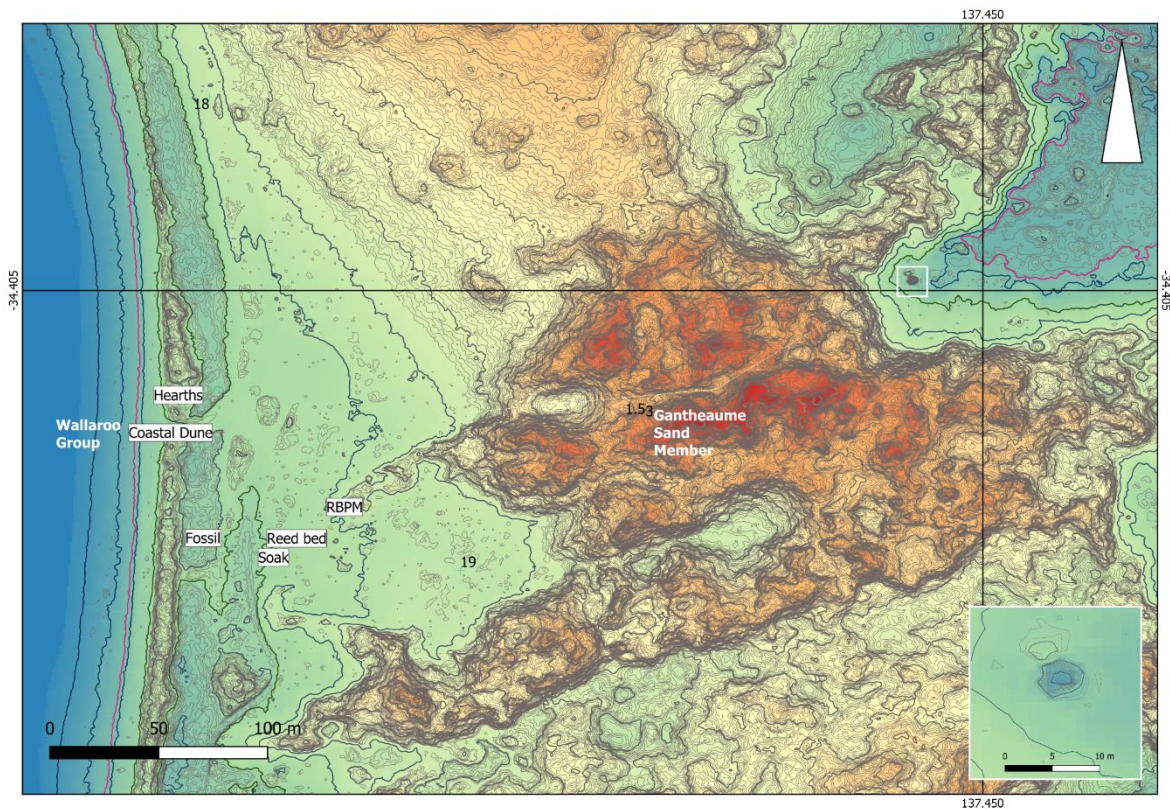 137.450
18
-34.405
-34.405
Hearths
Wallaroo
Group
Coastal Dune
1.53
Gantheaume
Sand
Member
RBPM
Fossil
Reed bed
Soak
19
0
50
100 m
0
5
10 m
137.450